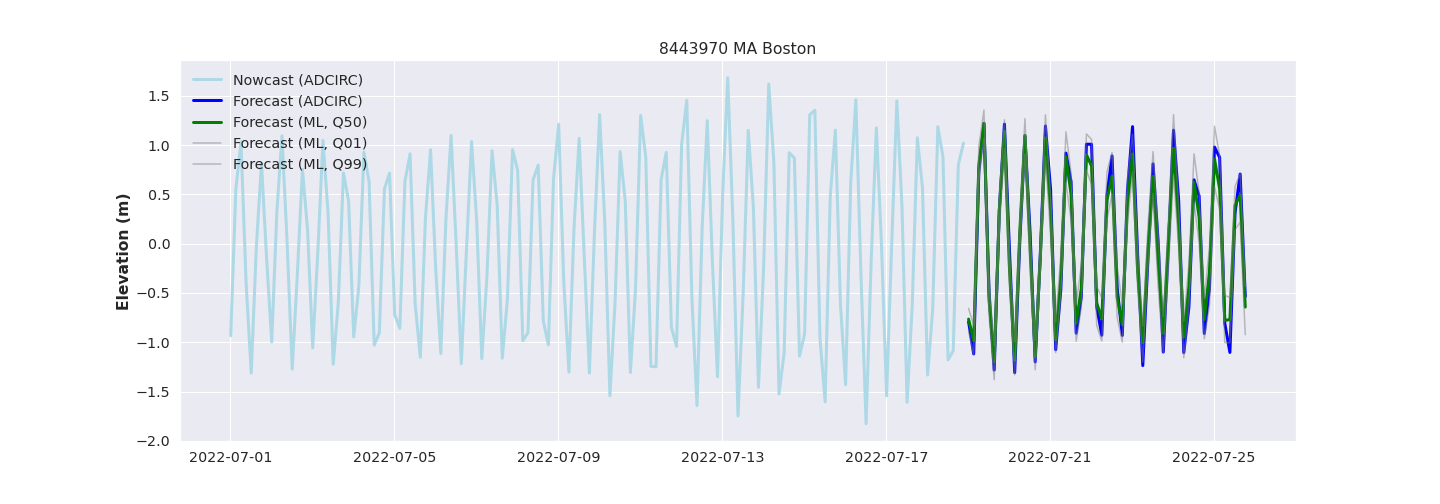 8443970 MA Boston
Nowcast (ADCIRC)
Forecast (ADCIRC)
Forecast (ML, Q50)
Forecast (ML, Q01)
Forecast (ML, Q99)
Elevation (m)
1.5
1.0
0.5
0.0
−0.5
−1.0
−1.5
−2.0
2022-07-01 2022-07-05 2022-07-09 2022-07-13 2022-07-17 2022-07-21 2022-07-25